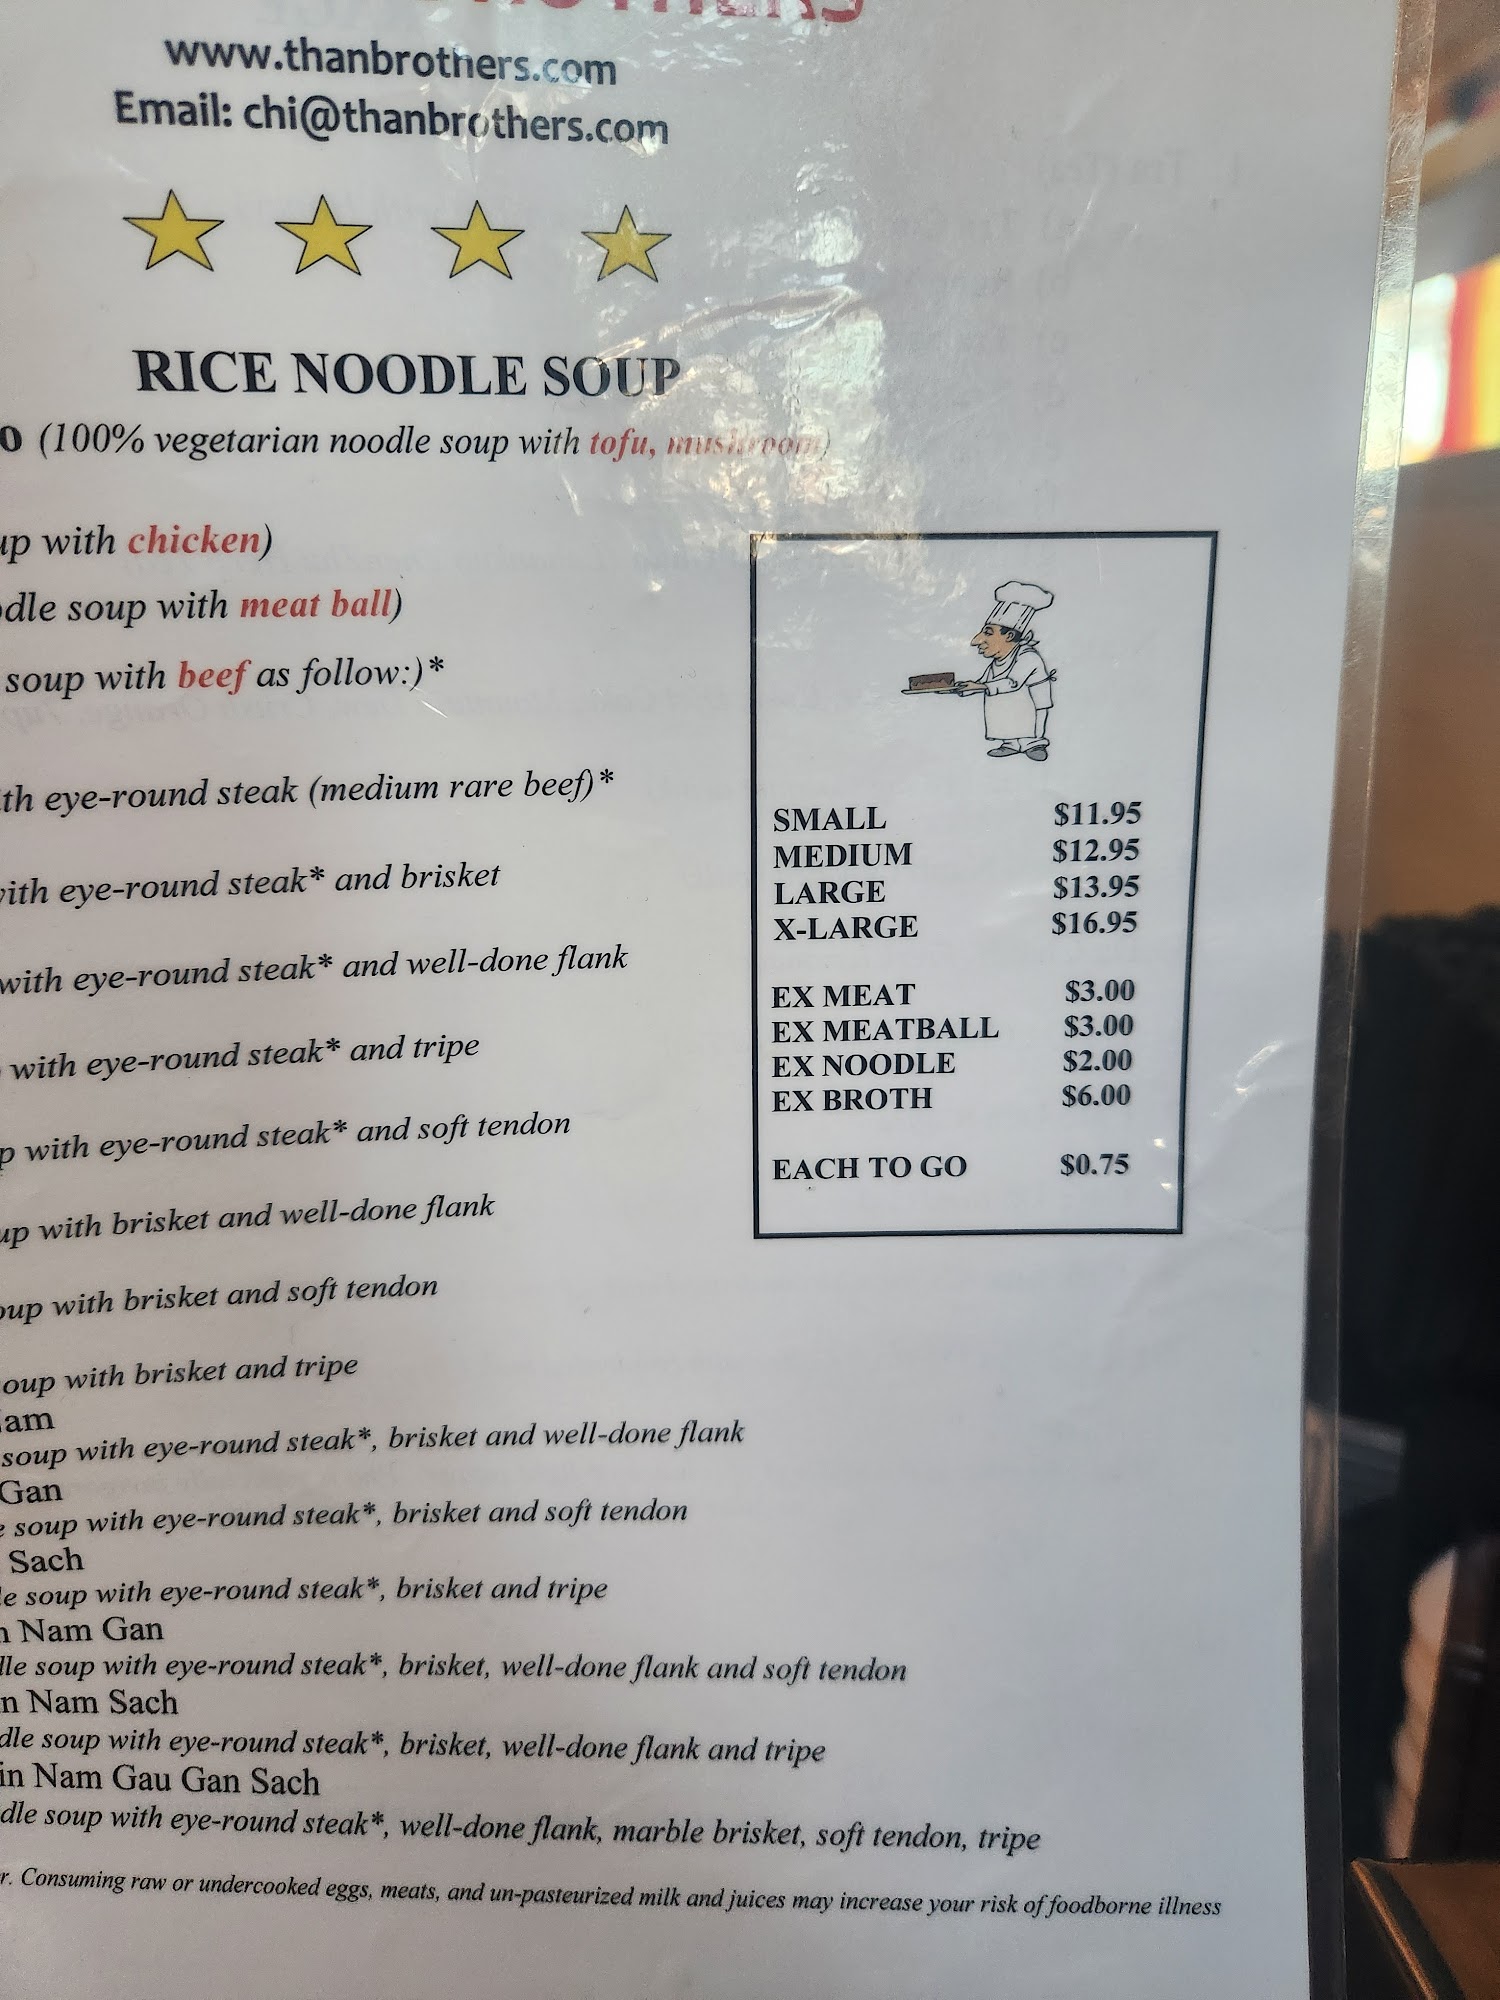 www.thanbrothers.com
Email: chi@thanbrothers.com
RICE NOODLE SOUP
o (100% vegetarian noodle soup with tofu, mushroom)
up with chicken)
dle soup with meat ball)
soup with beef as follow:)*
ith eye-round steak (medium rare beef)*
with eye-round steak* and brisket
with eye-round steak* and well-done flank
with eye-round steak* and tripe
p with eye-round steak* and soft tendon
up with brisket and well-done flank
oup with brisket and soft tendon
soup with brisket and tripe
Nam
soup with eye-round steak*, brisket and well-done flank
Gan
e soup with eye-round steak*, brisket and soft tendon
Sach
le soup with eye-round steak*, brisket and tripe
n Nam Gan
dle soup with eye-round steak*, brisket, well-done flank and soft tendon
in Nam Sach
dle soup with eye-round steak*, brisket, well-done flank and tripe
in Nam Gau Gan Sach
dle soup with eye-round steak*, well-done flank, marble brisket, soft tendon, tripe
r. Consuming raw or undercooked eggs, meats, and un-pasteurized milk and juices may increase your risk of foodborne illness
SMALL $11.95
MEDIUM $12.95
LARGE $13.95
X-LARGE $16.95
EX MEAT $3.00
EX MEATBALL $3.00
EX NOODLE $2.00
EX BROTH $6.00
EACH TO GO $0.75